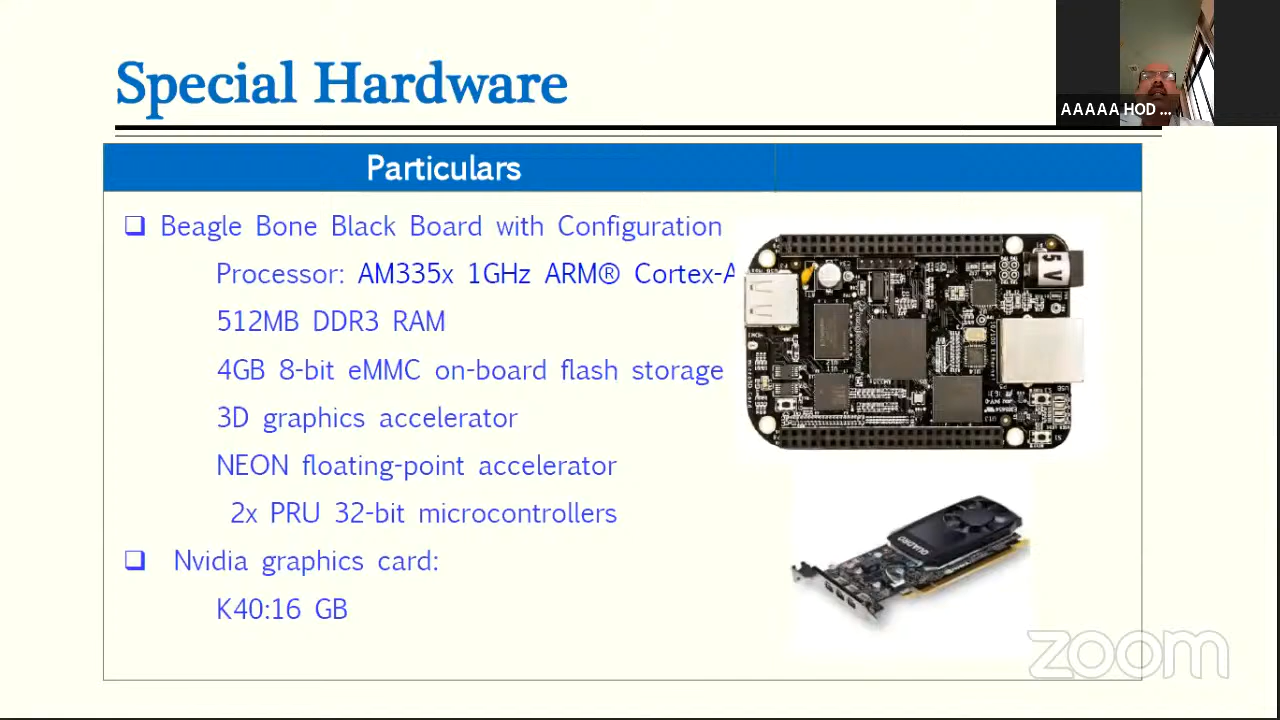 Special Hardware
AAAAA HOD ...
Particulars
Beagle Bone Black Board with Configuration
Processor: AM335x 1GHz ARM® Cortex-A
512MB DDR3 RAM
4GB 8-bit eMMC on-board flash storage
3D graphics accelerator
NEON floating-point accelerator
2x PRU 32-bit microcontrollers
Nvidia graphics card:
K40:16 GB
5 V
QUADRO
zoom